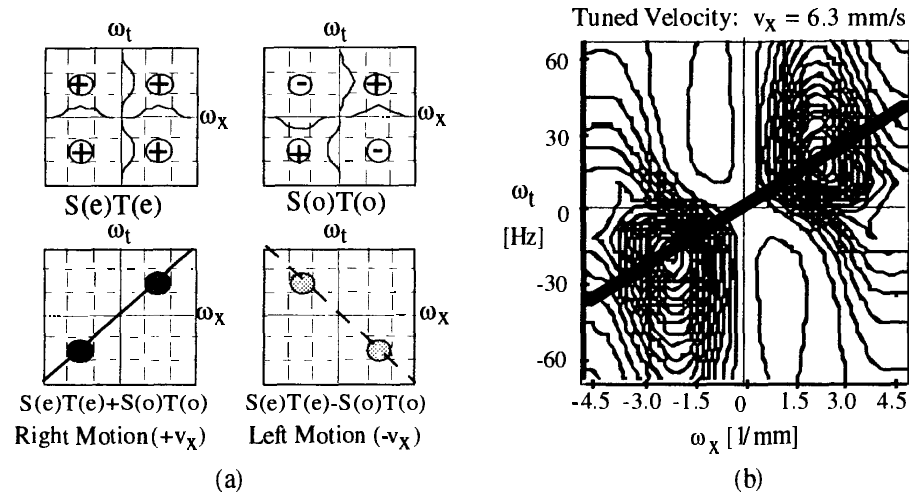 Tuned Velocity: vx = 6.3 mm/s
ωt
ωt
ωx
+
+
+
+
-
+
+
-
S(e)T(e)
S(o)T(o)
ωt
ωt
ωx
ωx
S(e)T(e)+S(o)T(o)
S(e)T(e)-S(o)T(o)
Right Motion (+vx)
Left Motion (-vx)
(a)
60
30
0
-30
-60
ωt
[Hz]
-4.5
-3.0
-1.5
0
1.5
3.0
4.5
ωx [1/mm]
(b)